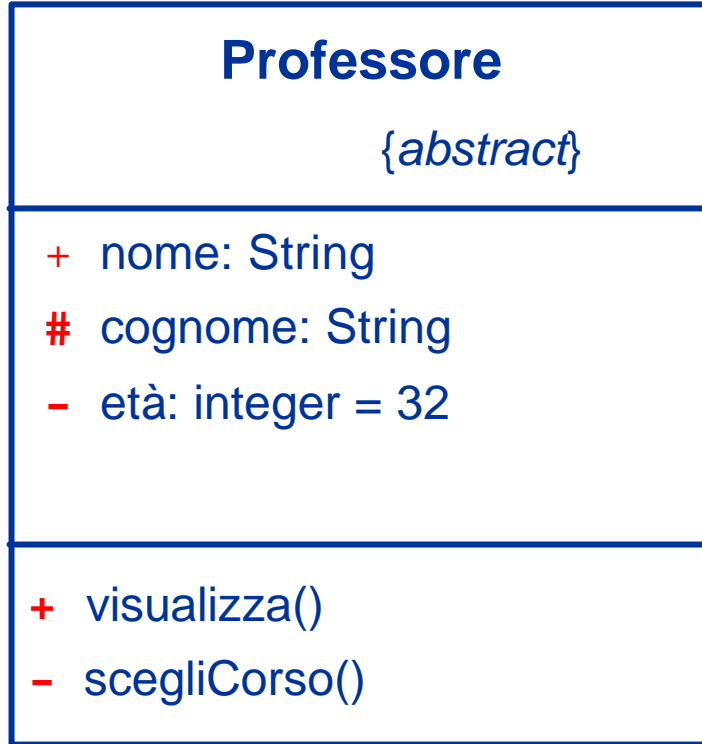 Professore
{abstract}
+ nome: String
# cognome: String
- età: integer = 32
+ visualizza()
- scegliCorso()